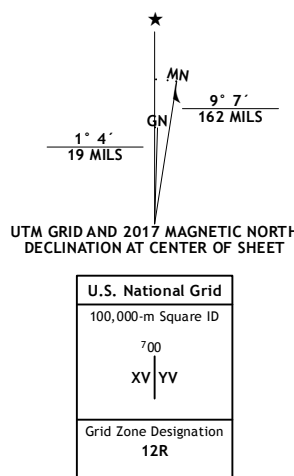 ★
MN
GN
9° 7´
162 MILS
1° 4´
19 MILS
UTM GRID AND 2017 MAGNETIC NORTH
DECLINATION AT CENTER OF SHEET
U.S. National Grid
100,000-m Square ID
⁷00
XV YV
Grid Zone Designation
12R